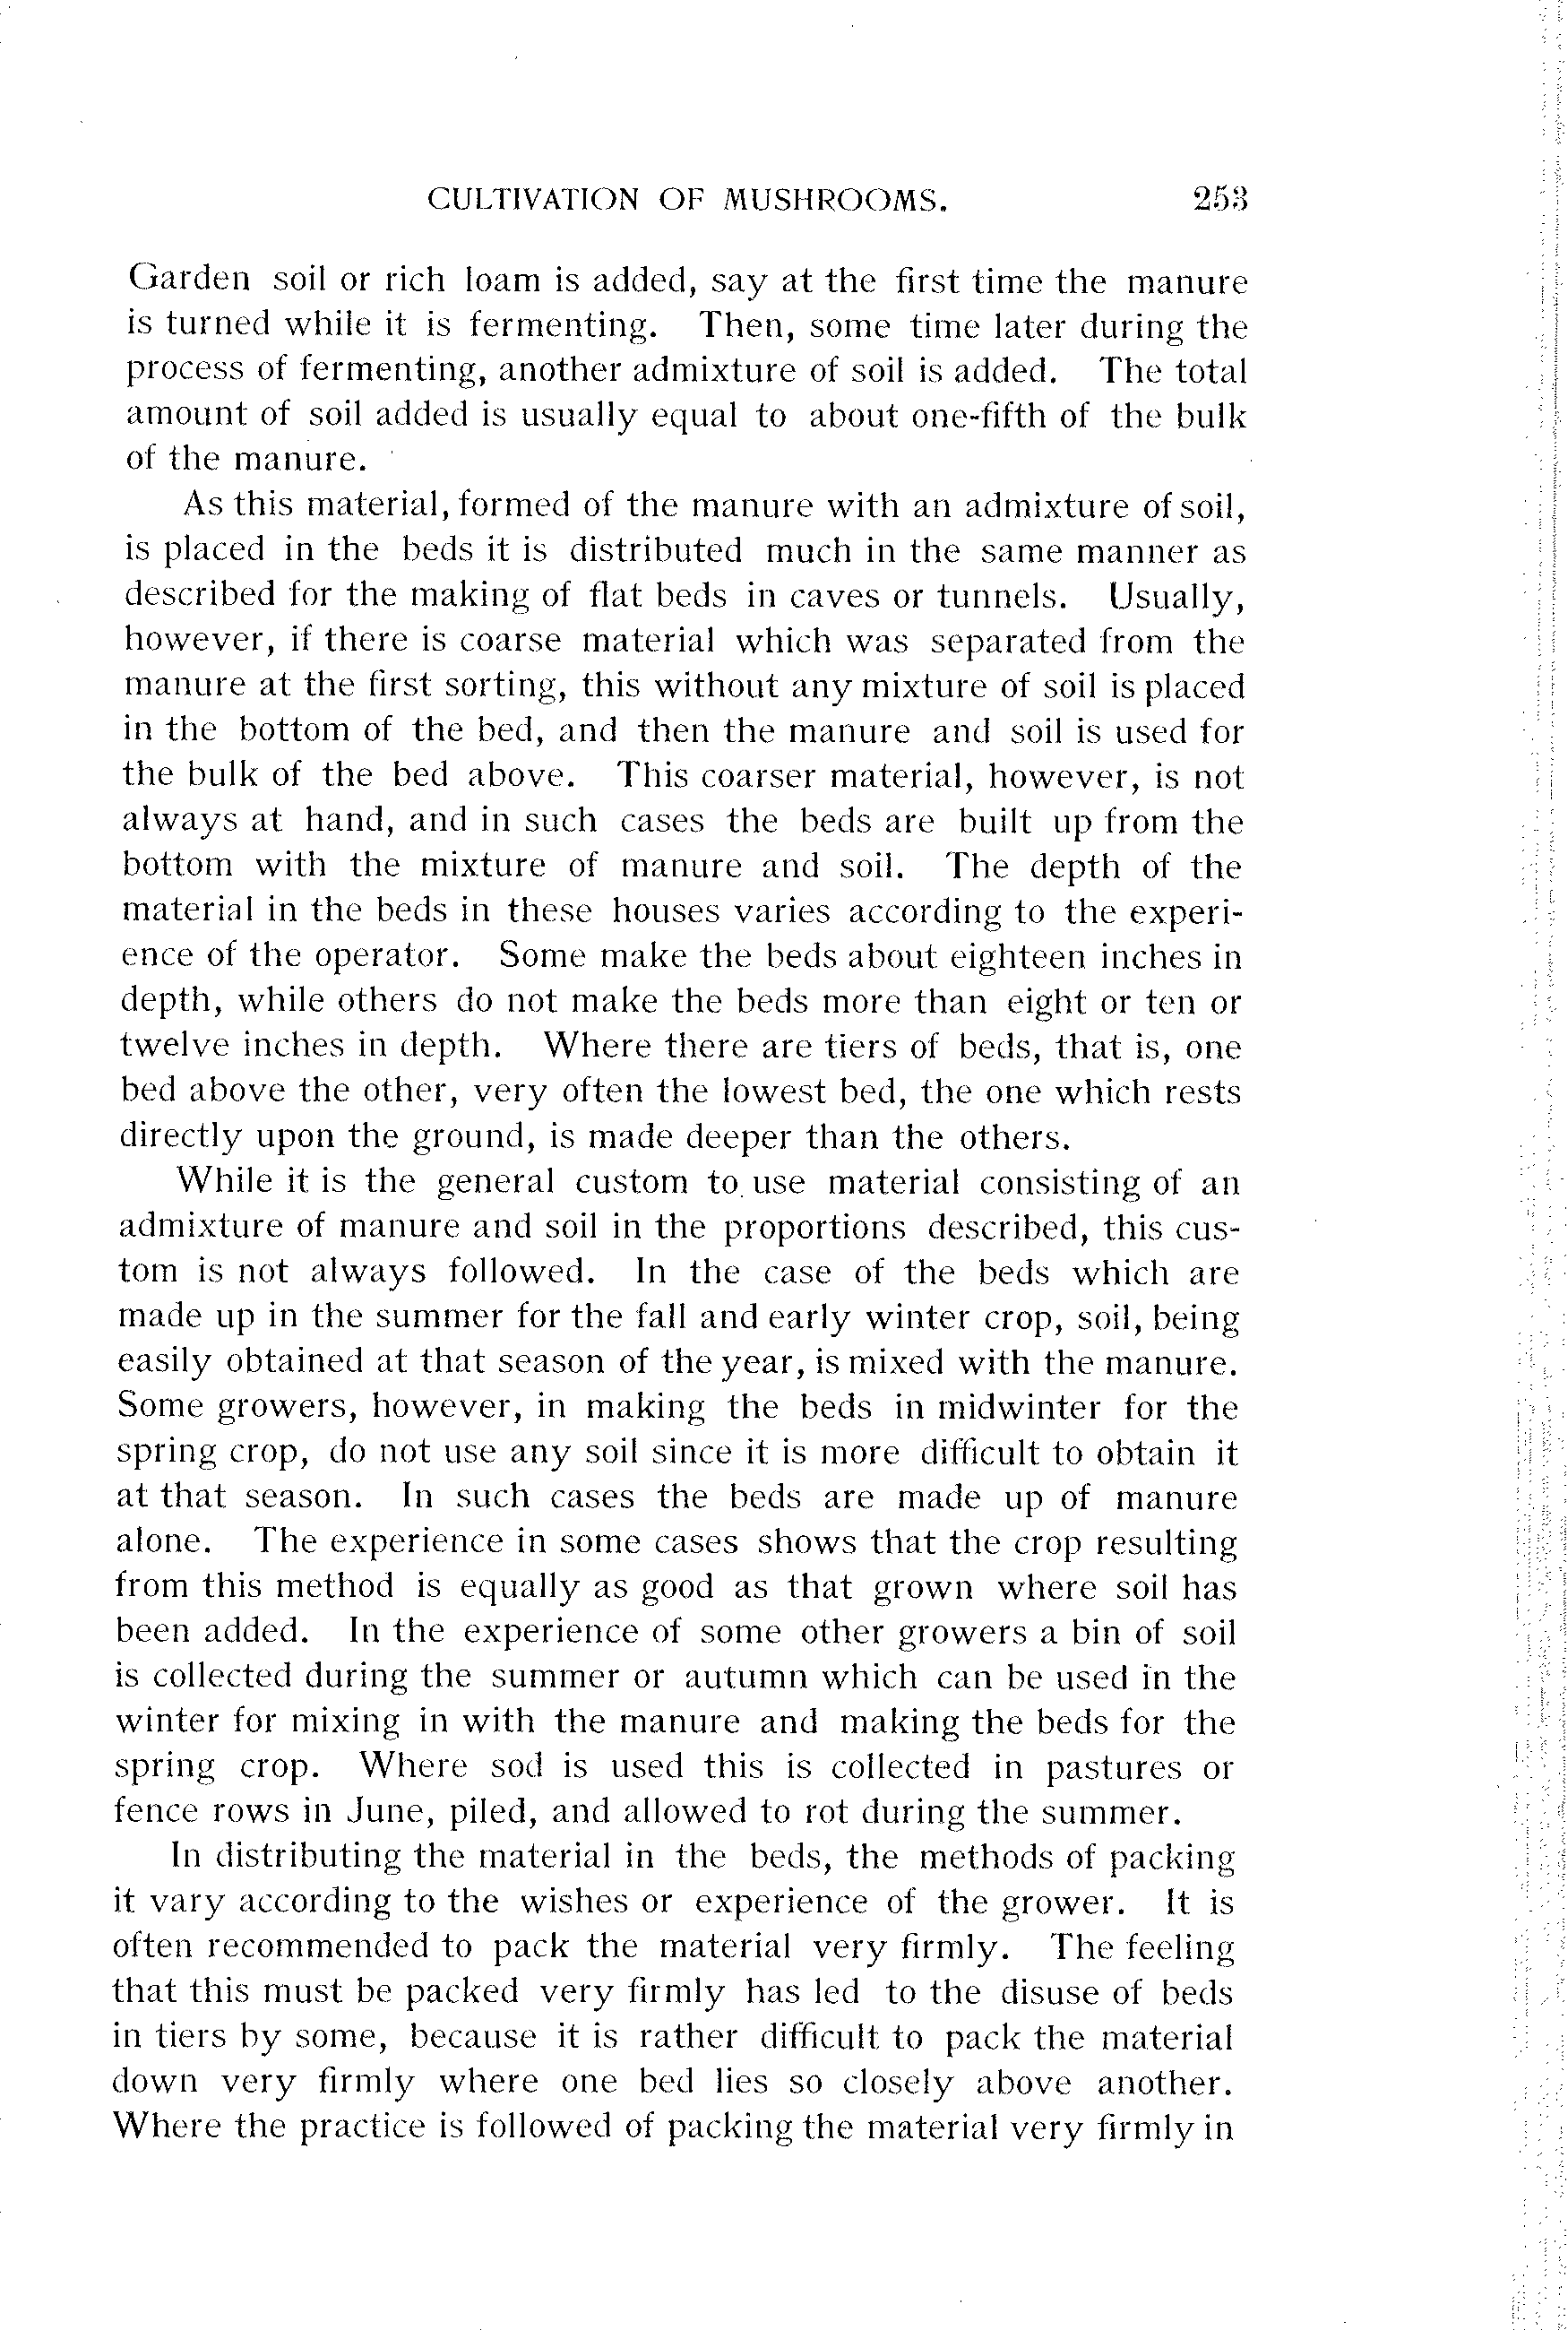 CULTIVATION OF MUSHROOMS. 253
Garden soil or rich loam is added, say at the first time the manure
is turned while it is fermenting. Then, some time later during the
process of fermenting, another admixture of soil is added. The total
amount of soil added is usually equal to about one-fifth of the bulk
of the manure.
As this material, formed of the manure with an admixture of soil,
is placed in the beds it is distributed much in the same manner as
described for the making of flat beds in caves or tunnels. Usually,
however, if there is coarse material which was separated from the
manure at the first sorting, this without any mixture of soil is placed
in the bottom of the bed, and then the manure and soil is used for
the bulk of the bed above. This coarser material, however, is not
always at hand, and in such cases the beds are built up from the
bottom with the mixture of manure and soil. The depth of the
material in the beds in these houses varies according to the experi-
ence of the operator. Some make the beds about eighteen inches in
depth, while others do not make the beds more than eight or ten or
twelve inches in depth. Where there are tiers of beds, that is, one
bed above the other, very often the lowest bed, the one which rests
directly upon the ground, is made deeper than the others.
While it is the general custom to use material consisting of an
admixture of manure and soil in the proportions described, this cus-
tom is not always followed. In the case of the beds which are
made up in the summer for the fall and early winter crop, soil, being
easily obtained at that season of the year, is mixed with the manure.
Some growers, however, in making the beds in midwinter for the
spring crop, do not use any soil since it is more difficult to obtain it
at that season. In such cases the beds are made up of manure
alone. The experience in some cases shows that the crop resulting
from this method is equally as good as that grown where soil has
been added. In the experience of some other growers a bin of soil
is collected during the summer or autumn which can be used in the
winter for mixing in with the manure and making the beds for the
spring crop. Where sod is used this is collected in pastures or
fence rows in June, piled, and allowed to rot during the summer.
In distributing the material in the beds, the methods of packing
it vary according to the wishes or experience of the grower. It is
often recommended to pack the material very firmly. The feeling
that this must be packed very firmly has led to the disuse of beds
in tiers by some, because it is rather difficult to pack the material
down very firmly where one bed lies so closely above another.
Where the practice is followed of packing the material very firmly in